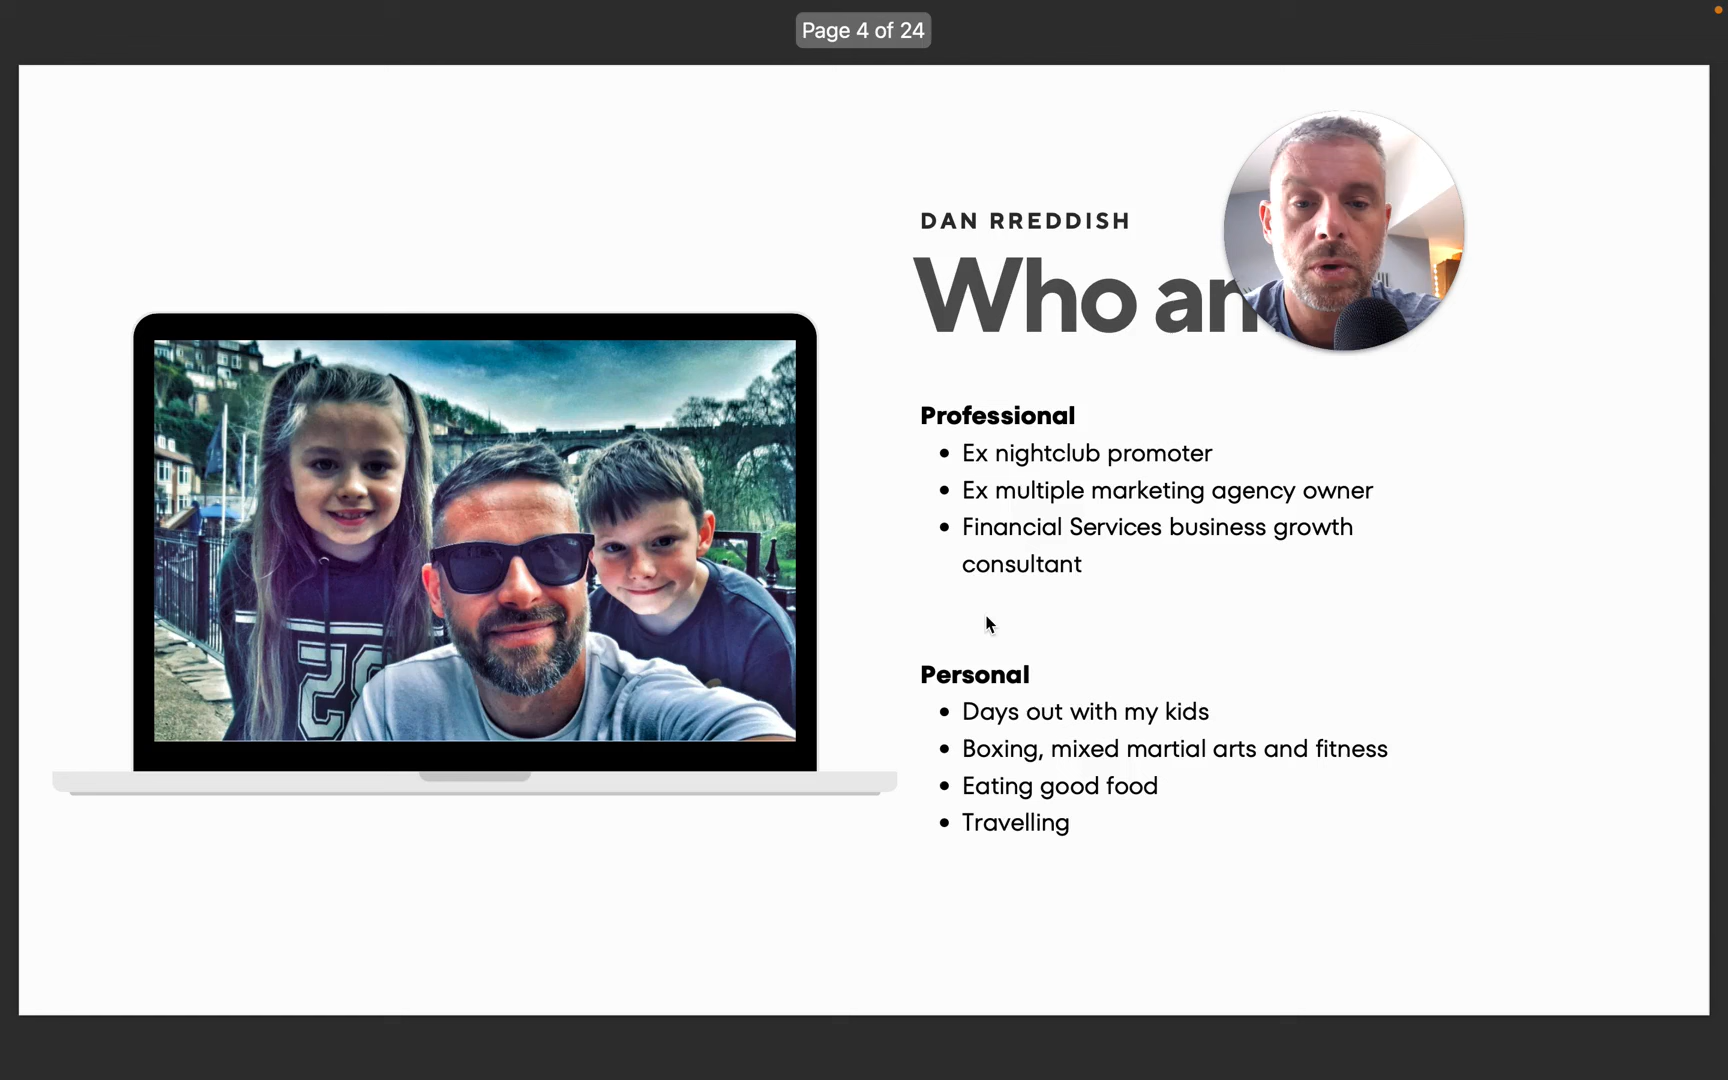 Page 4 of 24
DAN RREDDISH
Who
Professional
• Ex nightclub promoter
• Ex multiple marketing agency owner
• Financial Services business growth
consultant
Personal
• Days out with my kids
• Boxing, mixed martial arts and fitness
• Eating good food
• Travelling